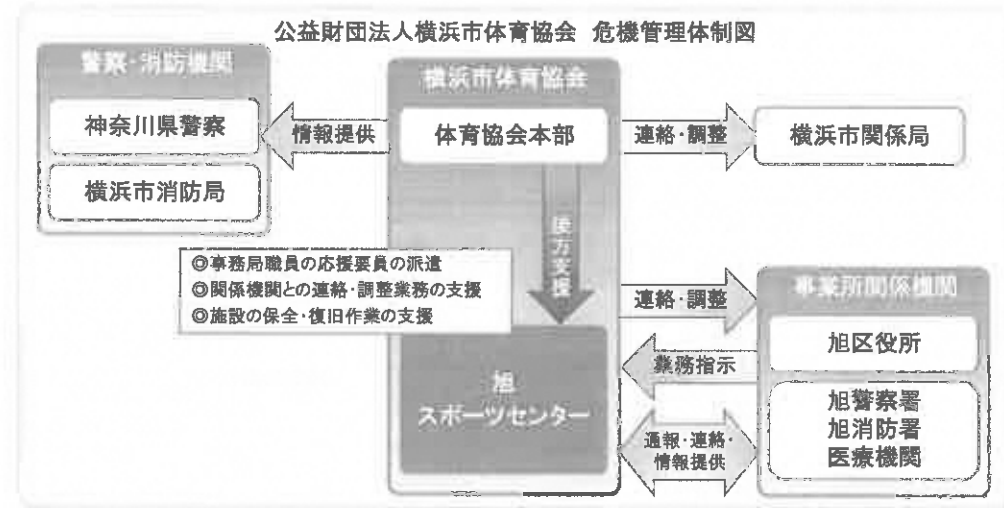 公益財団法人横浜市体育協会 危機管理体制図
警察・消防機関
神奈川県警察
横浜市消防局
情報提供
横浜市体育協会
体育協会本部
連絡・調整
横浜市関係局
後方支援
◎事務局職員の応援要員の派遣
◎関係機関との連絡・調整業務の支援
◎施設の保全・復旧作業の支援
旭
スポーツセンター
連絡・調整
業務指示
通報・連絡・
情報提供
事業所関係機関
旭区役所
旭警察署
旭消防署
医療機関